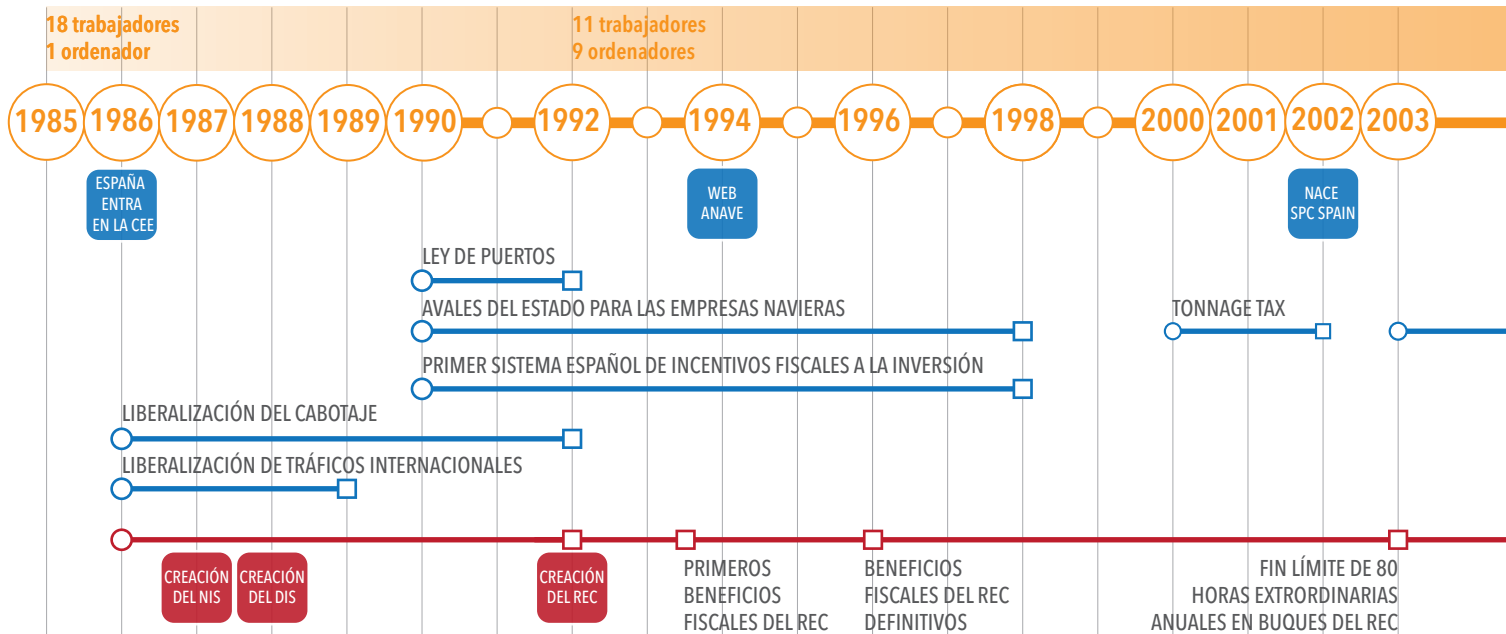 18 trabajadores
1 ordenador
11 trabajadores
9 ordenadores
1985 1986 1987 1988 1989 1990 1992 1994 1996 1998 2000 2001 2002 2003
ESPAÑA
ENTRA
EN LA CEE
WEB
ANAVE
NACE
SPC SPAIN
LEY DE PUERTOS
AVALES DEL ESTADO PARA LAS EMPRESAS NAVIERAS
TONNAGE TAX
PRIMER SISTEMA ESPAÑOL DE INCENTIVOS FISCALES A LA INVERSIÓN
LIBERALIZACIÓN DEL CABOTAJE
LIBERALIZACIÓN DE TRÁFICOS INTERNACIONALES
CREACIÓN
DEL NIS
CREACIÓN
DEL DIS
CREACIÓN
DEL REC
PRIMEROS
BENEFICIOS
FISCALES DEL REC
BENEFICIOS
FISCALES DEL REC
DEFINITIVOS
FIN LÍMITE DE 80
HORAS EXTRORDINARIAS
ANUALES EN BUQUES DEL REC